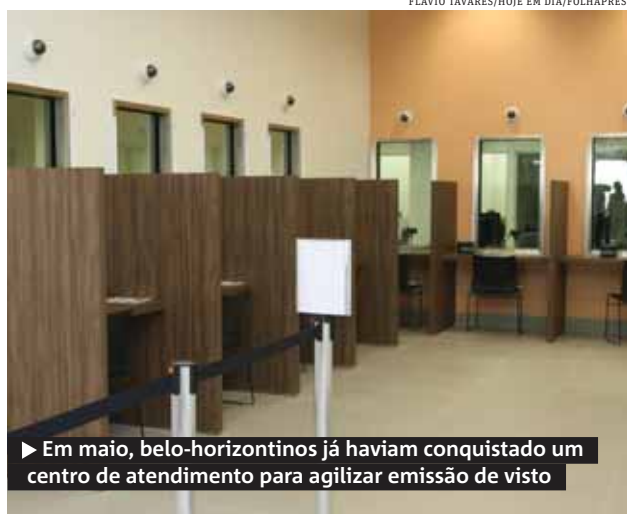 FLÁVIO TAVARES/HOJE EM DIA/FOLHAPRES
▶ Em maio, belo-horizontinos já haviam conquistado um
centro de atendimento para agilizar emissão de visto